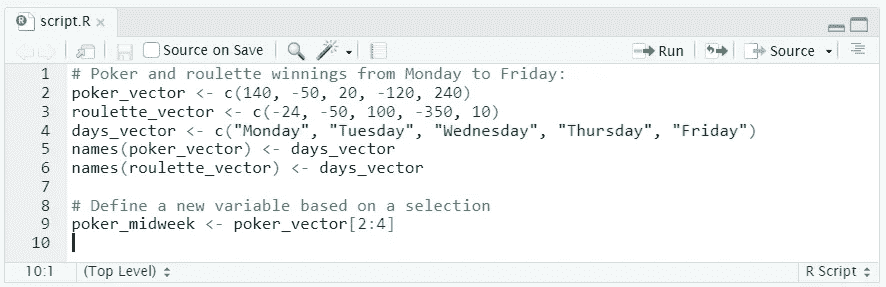 script.R
Source on Save
Run
Source
1 # Poker and roulette winnings from Monday to Friday:
2 poker_vector <- c(140, -50, 20, -120, 240)
3 roulette_vector <- c(-24, -50, 100, -350, 10)
4 days_vector <- c("Monday", "Tuesday", "Wednesday", "Thursday", "Friday")
5 names(poker_vector) <- days_vector
6 names(roulette_vector) <- days_vector
7
8 # Define a new variable based on a selection
9 poker_midweek <- poker_vector[2:4]
10
10:1 (Top Level) R Script